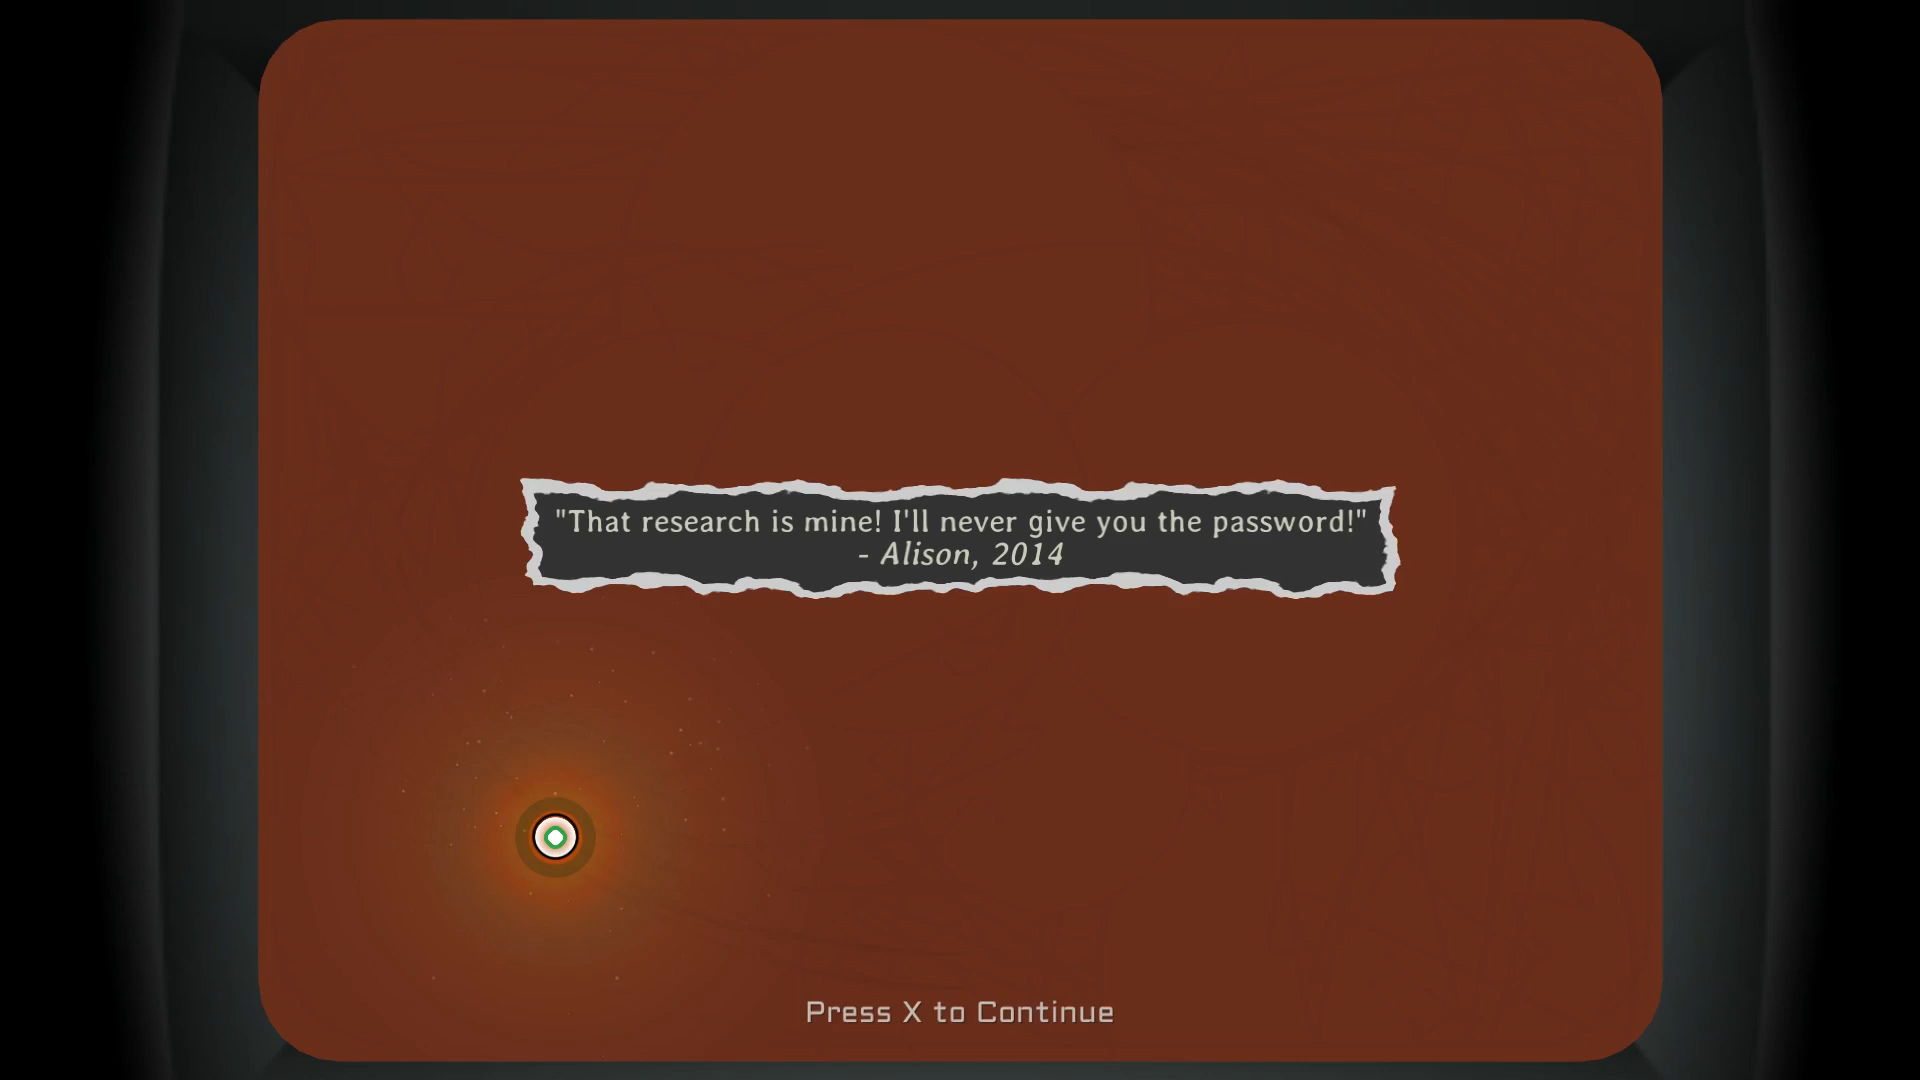 "That research is mine! I'll never give you the password!"
- Alison, 2014
Press X to Continue